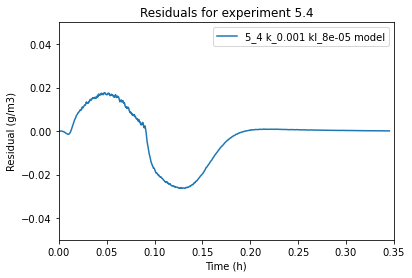 Residuals for experiment 5.4
5_4 k_0.001 kl_8e-05 model
Residual (g/m3)
0.04
0.02
0.00
−0.02
−0.04
0.00 0.05 0.10 0.15 0.20 0.25 0.30 0.35
Time (h)